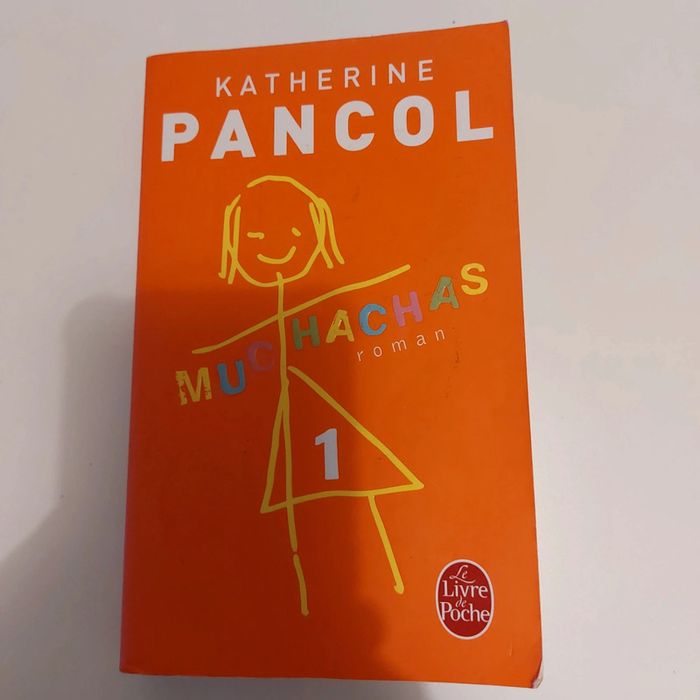 KATHERINE
PANCOL
MUCHACHAS
roman
1
Le
Livre
de
Poche